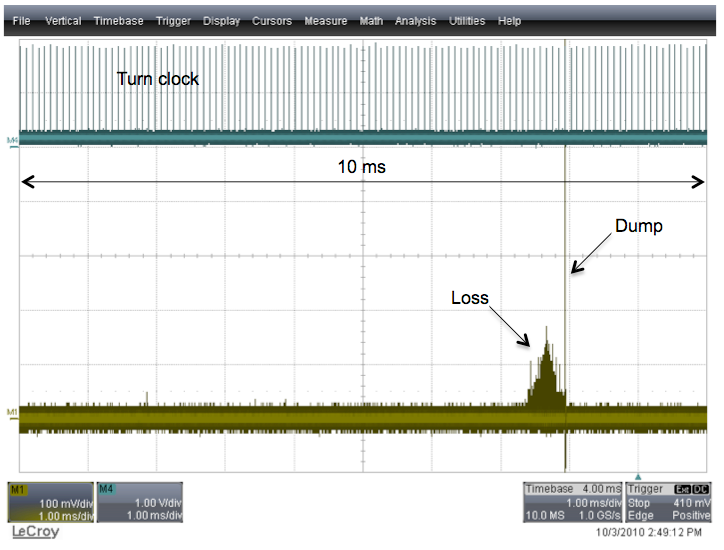 File Vertical Timebase Trigger Display Cursors Measure Math Analysis Utilities Help
Turn clock
M4
10 ms
Dump
Loss
M1
M1
100 mV/div
1.00 ms/div
M4
1.00 V/div
1.00 ms/div
Timebase 4.00 ms
1.00 ms/div
10.0 MS 1.0 GS/s
Trigger Ext DC
Stop 410 mV
Edge Positive
LeCroy
10/3/2010 2:49:12 PM